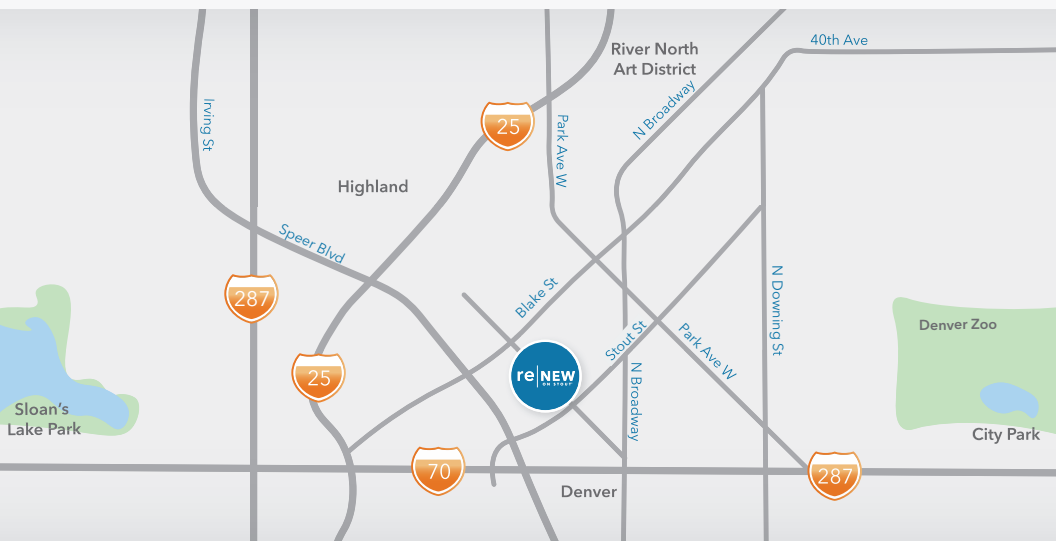 40th Ave
River North
Art District
N Broadway
Irving St
25
Park Ave W
Highland
Speer Blvd
287
Blake St
N Downing St
Denver Zoo
Stout St
Park Ave W
25
re|NEW
ON STOUT
N Broadway
Sloan's
Lake Park
City Park
70
287
Denver